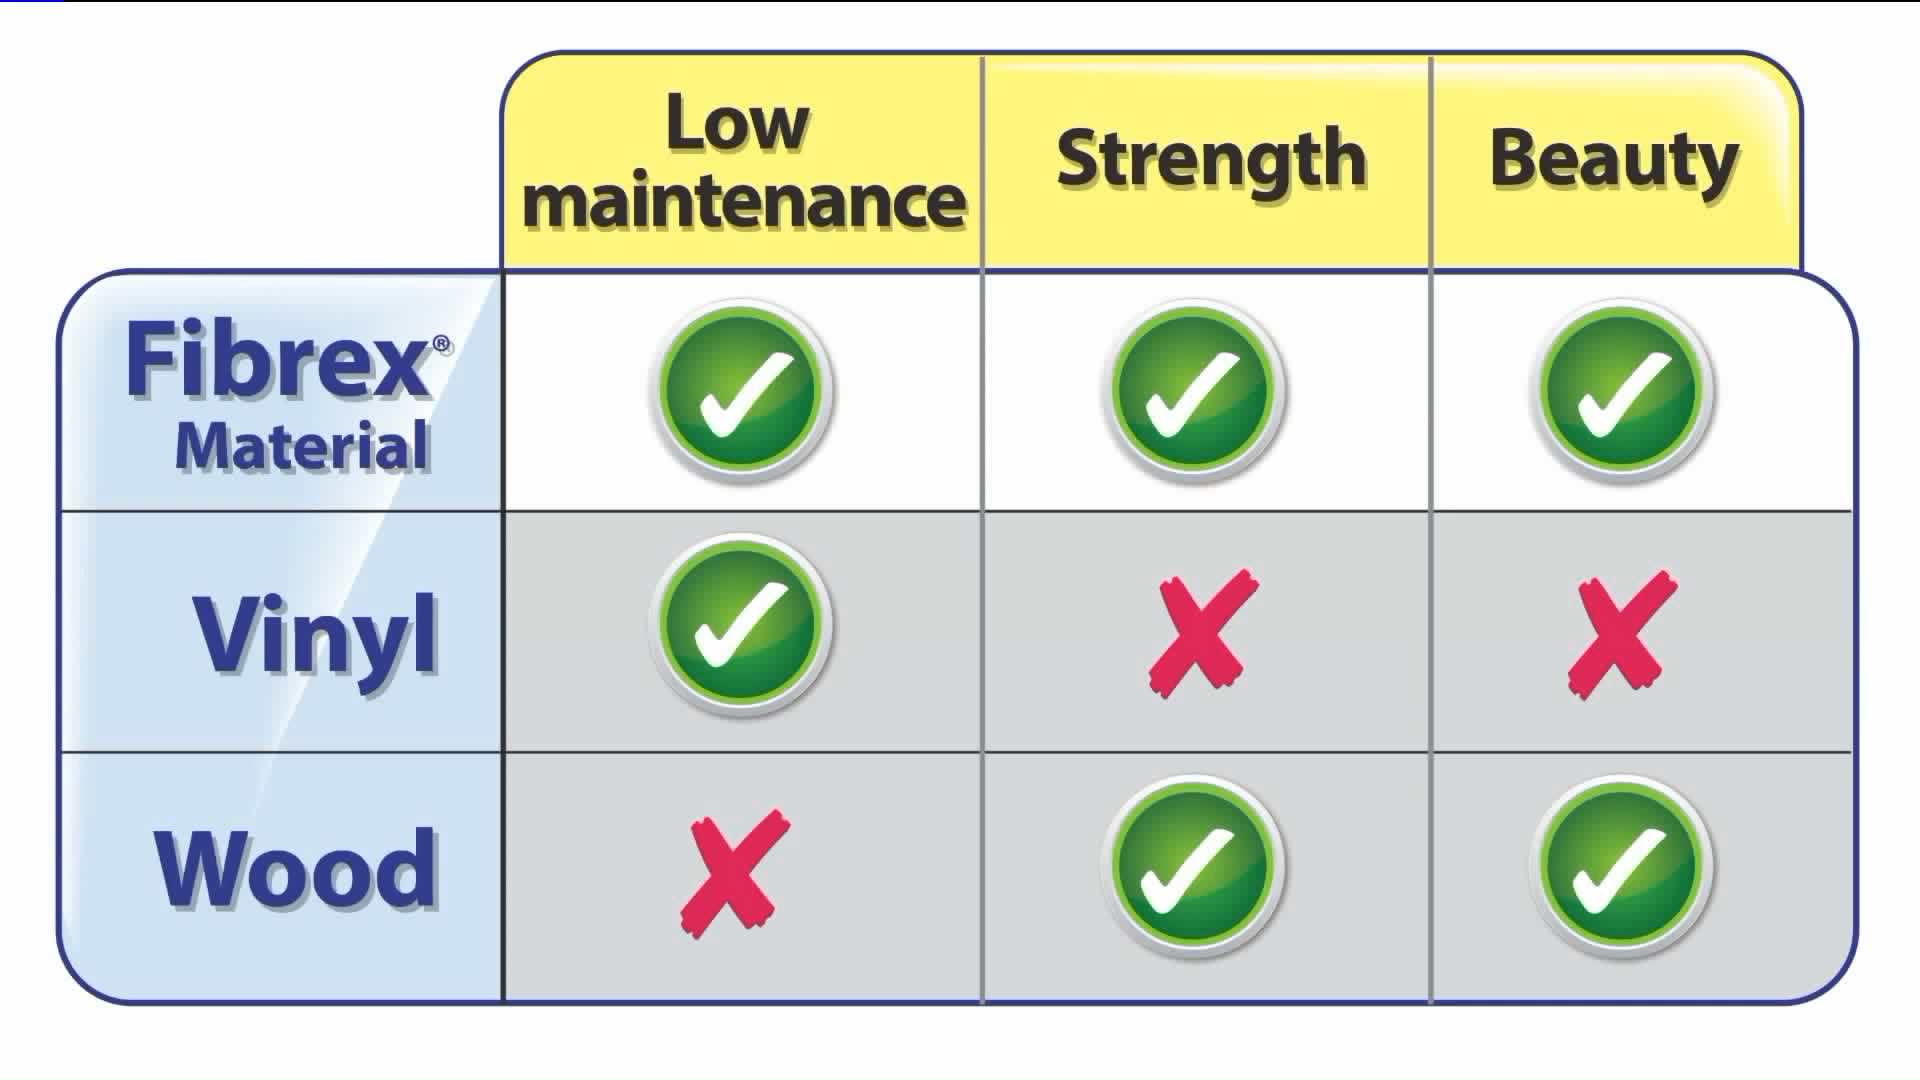 Low
maintenance
Strength
Beauty
Fibrex®
Material
Vinyl
Wood